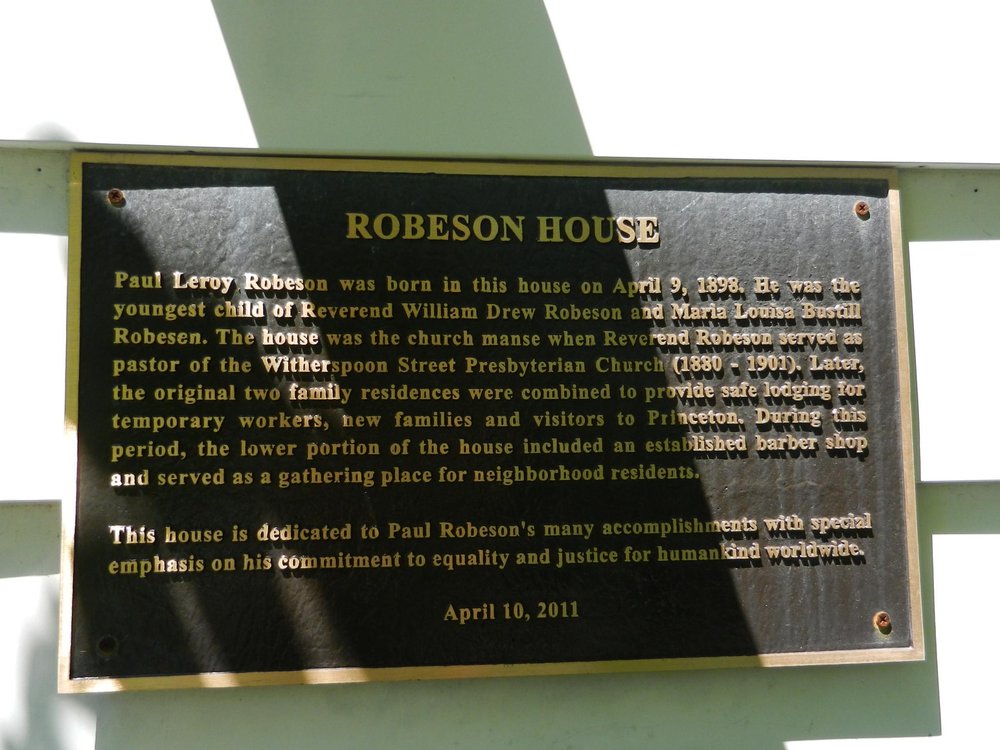 ROBESON HOUSE
Paul Leroy Robeson was born in this house on April 9, 1898. He was the
youngest child of Reverend William Drew Robeson and Maria Louisa Bustill
Robesen. The house was the church manse when Reverend Robeson served as
pastor of the Witherspoon Street Presbyterian Church (1880 - 1901). Later,
the original two family residences were combined to provide safe lodging for
temporary workers, new families and visitors to Princeton. During this
period, the lower portion of the house included an established barber shop
and served as a gathering place for neighborhood residents.
This house is dedicated to Paul Robeson's many accomplishments with special
emphasis on his commitment to equality and justice for humankind worldwide.
April 10, 2011